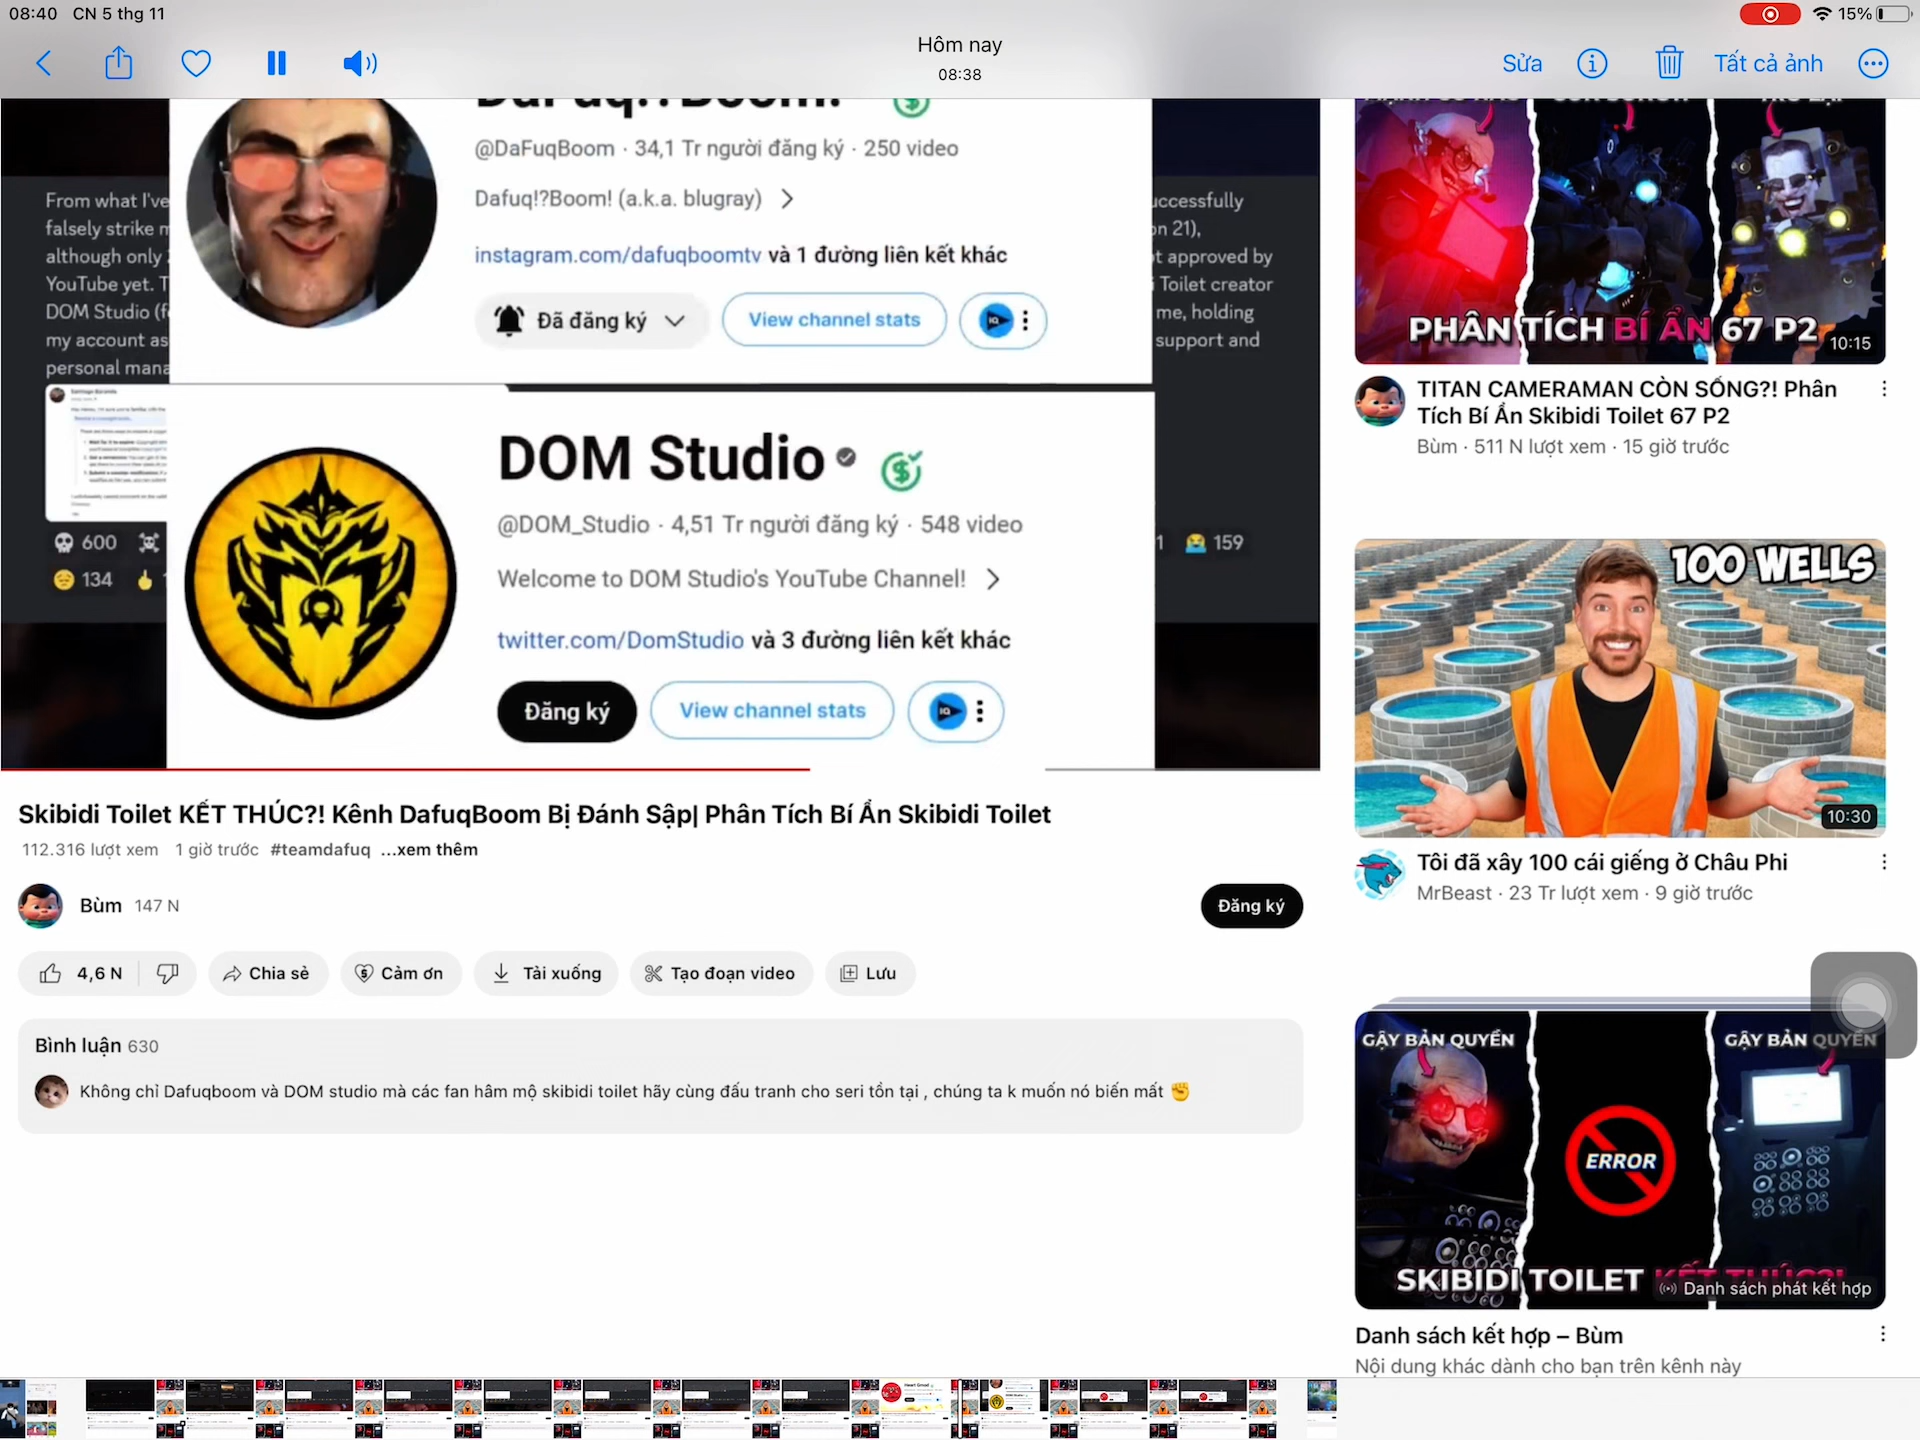 08:40 CN 5 thg 11
15%
Hôm nay
08:38
Sửa
Tất cả ảnh
DaFuq!?Boom!
@DaFuqBoom · 34,1 Tr người đăng ký · 250 video
Dafuq!?Boom! (a.k.a. blugray)
instagram.com/dafuqboomtv và 1 đường liên kết khác
Đã đăng ký
View channel stats
From what I've
falsely strike
although only
YouTube yet. T
DOM Studio
my account as
personal
600
134
uccessfully
on 21),
t approved by
Toilet creator
me, holding
support and
159
DOM Studio
@DOM_Studio · 4,51 Tr người đăng ký · 548 video
Welcome to DOM Studio's YouTube Channel!
twitter.com/DomStudio và 3 đường liên kết khác
Đăng ký
View channel stats
Skibidi Toilet KẾT THÚC?! Kênh DafuqBoom Bị Đánh Sập| Phân Tích Bí Ẩn Skibidi Toilet
112.316 lượt xem 1 giờ trước #teamdafuq ...xem thêm
Bùm 147 N
Đăng ký
4,6 N
Chia sẻ
Cảm ơn
Tải xuống
Tạo đoạn video
Lưu
Bình luận 630
Không chỉ Dafuqboom và DOM studio mà các fan hâm mộ skibidi toilet hãy cùng đấu tranh cho seri tồn tại , chúng ta k muốn nó biến mất ✊
PHÂN TÍCH BÍ ẨN 67 P2
10:15
TITAN CAMERAMAN CÒN SỐNG?! Phân
Tích Bí Ẩn Skibidi Toilet 67 P2
Bùm · 511 N lượt xem · 15 giờ trước
100 WELLS
10:30
Tôi đã xây 100 cái giếng ở Châu Phi
MrBeast · 23 Tr lượt xem · 9 giờ trước
GẬY BẢN QUYỀN
GẬY BẢN QUYỀN
ERROR
SKIBIDI TOILET KẾT THÚC?!
Danh sách phát kết hợp
Danh sách kết hợp – Bùm
Nội dung khác dành cho bạn trên kênh này